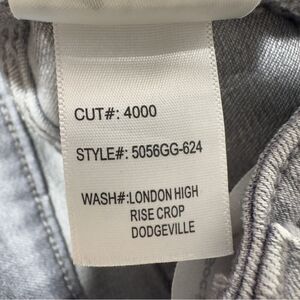 CUT#: 4000
STYLE#: 5056GG-624
WASH#:LONDON HIGH
RISE CROP
DODGEVILLE